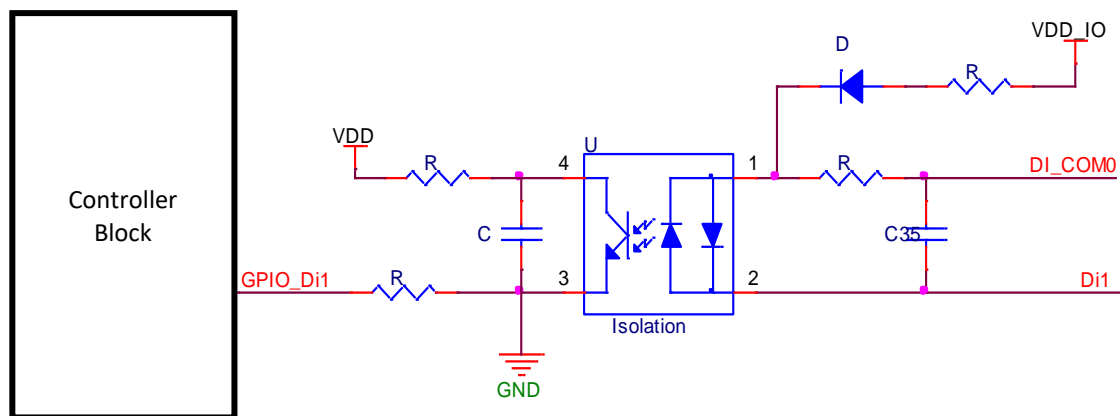 D
VDD_IO
R
VDD
U
R
4
1
R
DI_COM0
Controller
Block
C
C35
GPIO_Di1
R
3
2
Di1
Isolation
GND